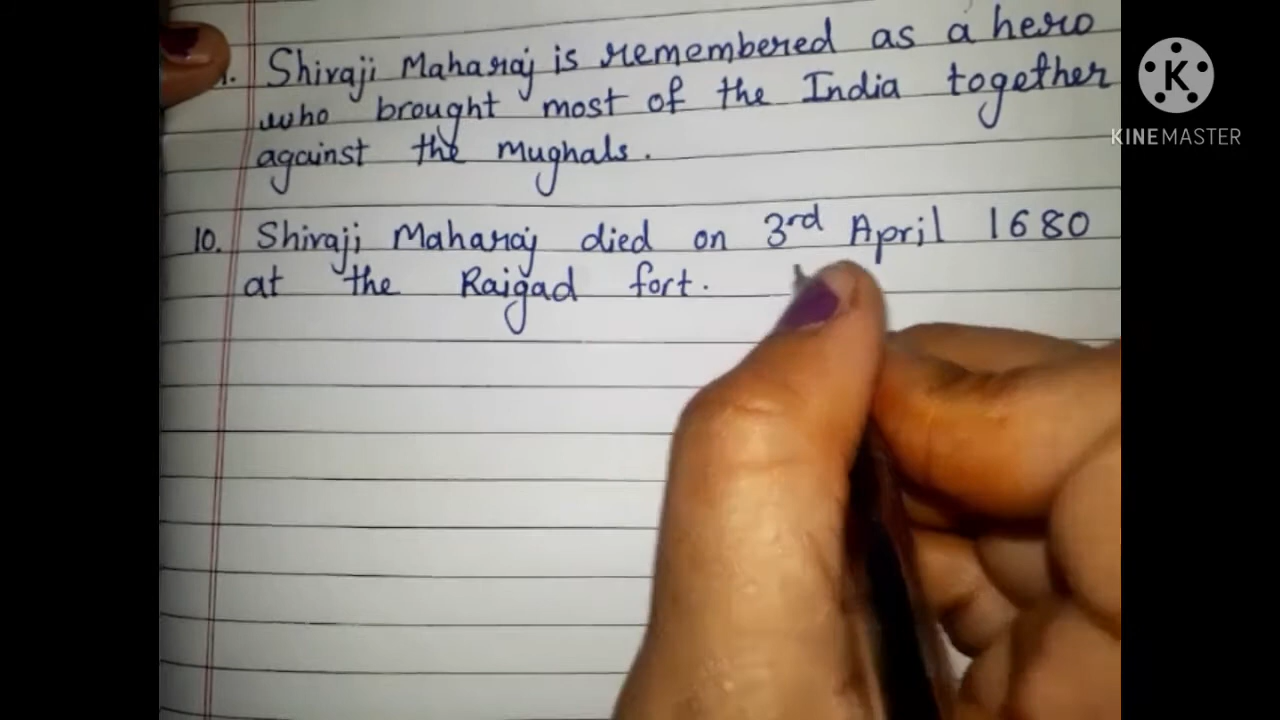 Shivaji Maharaj is remembered as a hero
who brought most of the India together
against the Mughals.
10. Shivaji Maharaj died on 3rd April 1680
at the Raigad fort.
K
KINEMASTER